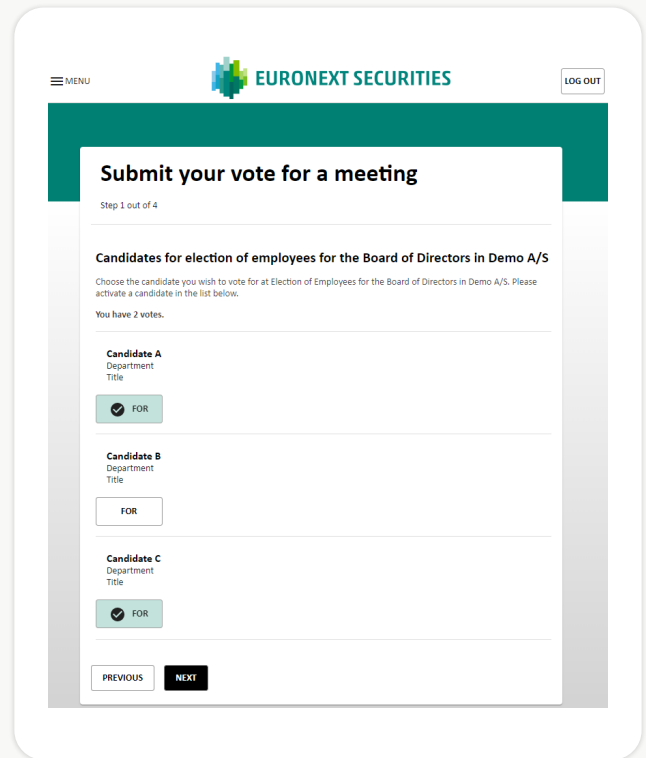 MENU
EURONEXT SECURITIES
LOG OUT
Submit your vote for a meeting
Step 1 out of 4
Candidates for election of employees for the Board of Directors in Demo A/S
Choose the candidate you wish to vote for at Election of Employees for the Board of Directors in Demo A/S. Please
activate a candidate in the list below.
You have 2 votes.
Candidate A
Department
Title
FOR
Candidate B
Department
Title
FOR
Candidate C
Department
Title
FOR
PREVIOUS
NEXT